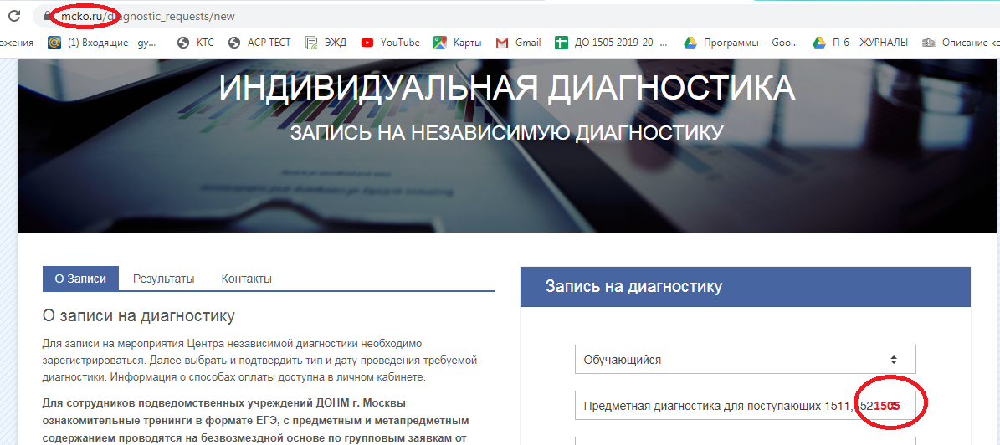 mcko.ru/diagnostic_requests/new
ожения (1) Входящие - gy... КТС АСР ТЕСТ ЭЖД YouTube Карты Gmail ДО 1505 2019-20 -... Программы – Goo... П-6 – ЖУРНАЛЫ Описание ко
ИНДИВИДУАЛЬНАЯ ДИАГНОСТИКА
ЗАПИСЬ НА НЕЗАВИСИМУЮ ДИАГНОСТИКУ
О Записи Результаты Контакты
О записи на диагностику
Для записи на мероприятия Центра независимой диагностики необходимо
зарегистрироваться. Далее выбрать и подтвердить тип и дату проведения требуемой
диагностики. Информация о способах оплаты доступна в личном кабинете.
Для сотрудников подведомственных учреждений ДОНМ г. Москвы
ознакомительные тренинги в формате ЕГЭ, с предметным и метапредметным
содержанием проводятся на безвозмездной основе по групповым заявкам от
Запись на диагностику
Обучающийся
Предметная диагностика для поступающих 1511, 1505